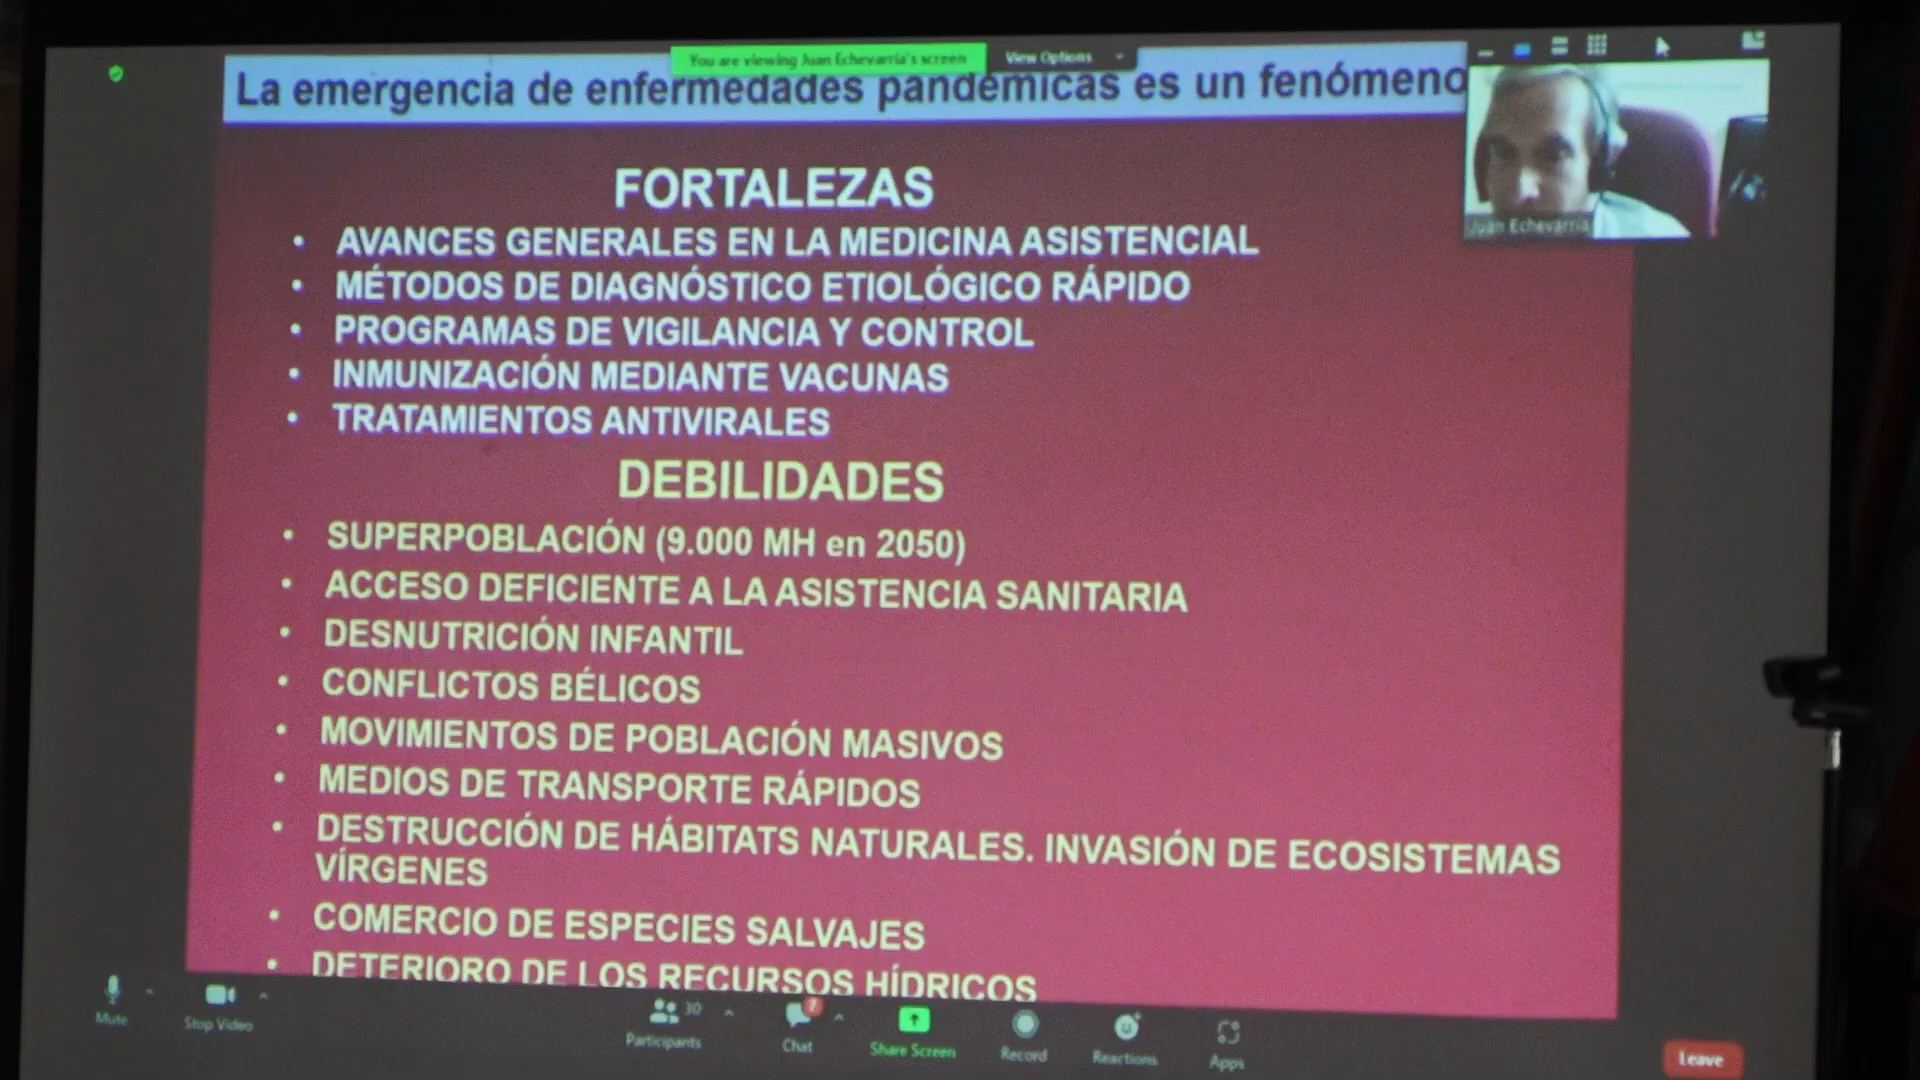 You are viewing Juan Echevarría's screen
View Options
La emergencia de enfermedades pandémicas es un fenómeno
Juan Echevarría
FORTALEZAS
• AVANCES GENERALES EN LA MEDICINA ASISTENCIAL
• MÉTODOS DE DIAGNÓSTICO ETIOLÓGICO RÁPIDO
• PROGRAMAS DE VIGILANCIA Y CONTROL
• INMUNIZACIÓN MEDIANTE VACUNAS
• TRATAMIENTOS ANTIVIRALES
DEBILIDADES
• SUPERPOBLACIÓN (9.000 MH en 2050)
• ACCESO DEFICIENTE A LA ASISTENCIA SANITARIA
• DESNUTRICIÓN INFANTIL
• CONFLICTOS BÉLICOS
• MOVIMIENTOS DE POBLACIÓN MASIVOS
• MEDIOS DE TRANSPORTE RÁPIDOS
• DESTRUCCIÓN DE HÁBITATS NATURALES. INVASIÓN DE ECOSISTEMAS
VÍRGENES
• COMERCIO DE ESPECIES SALVAJES
• DETERIORO DE LOS RECURSOS HÍDRICOS
Mute
Stop Video
30
Participants
7
Chat
Share Screen
Record
Reactions
Apps
Leave